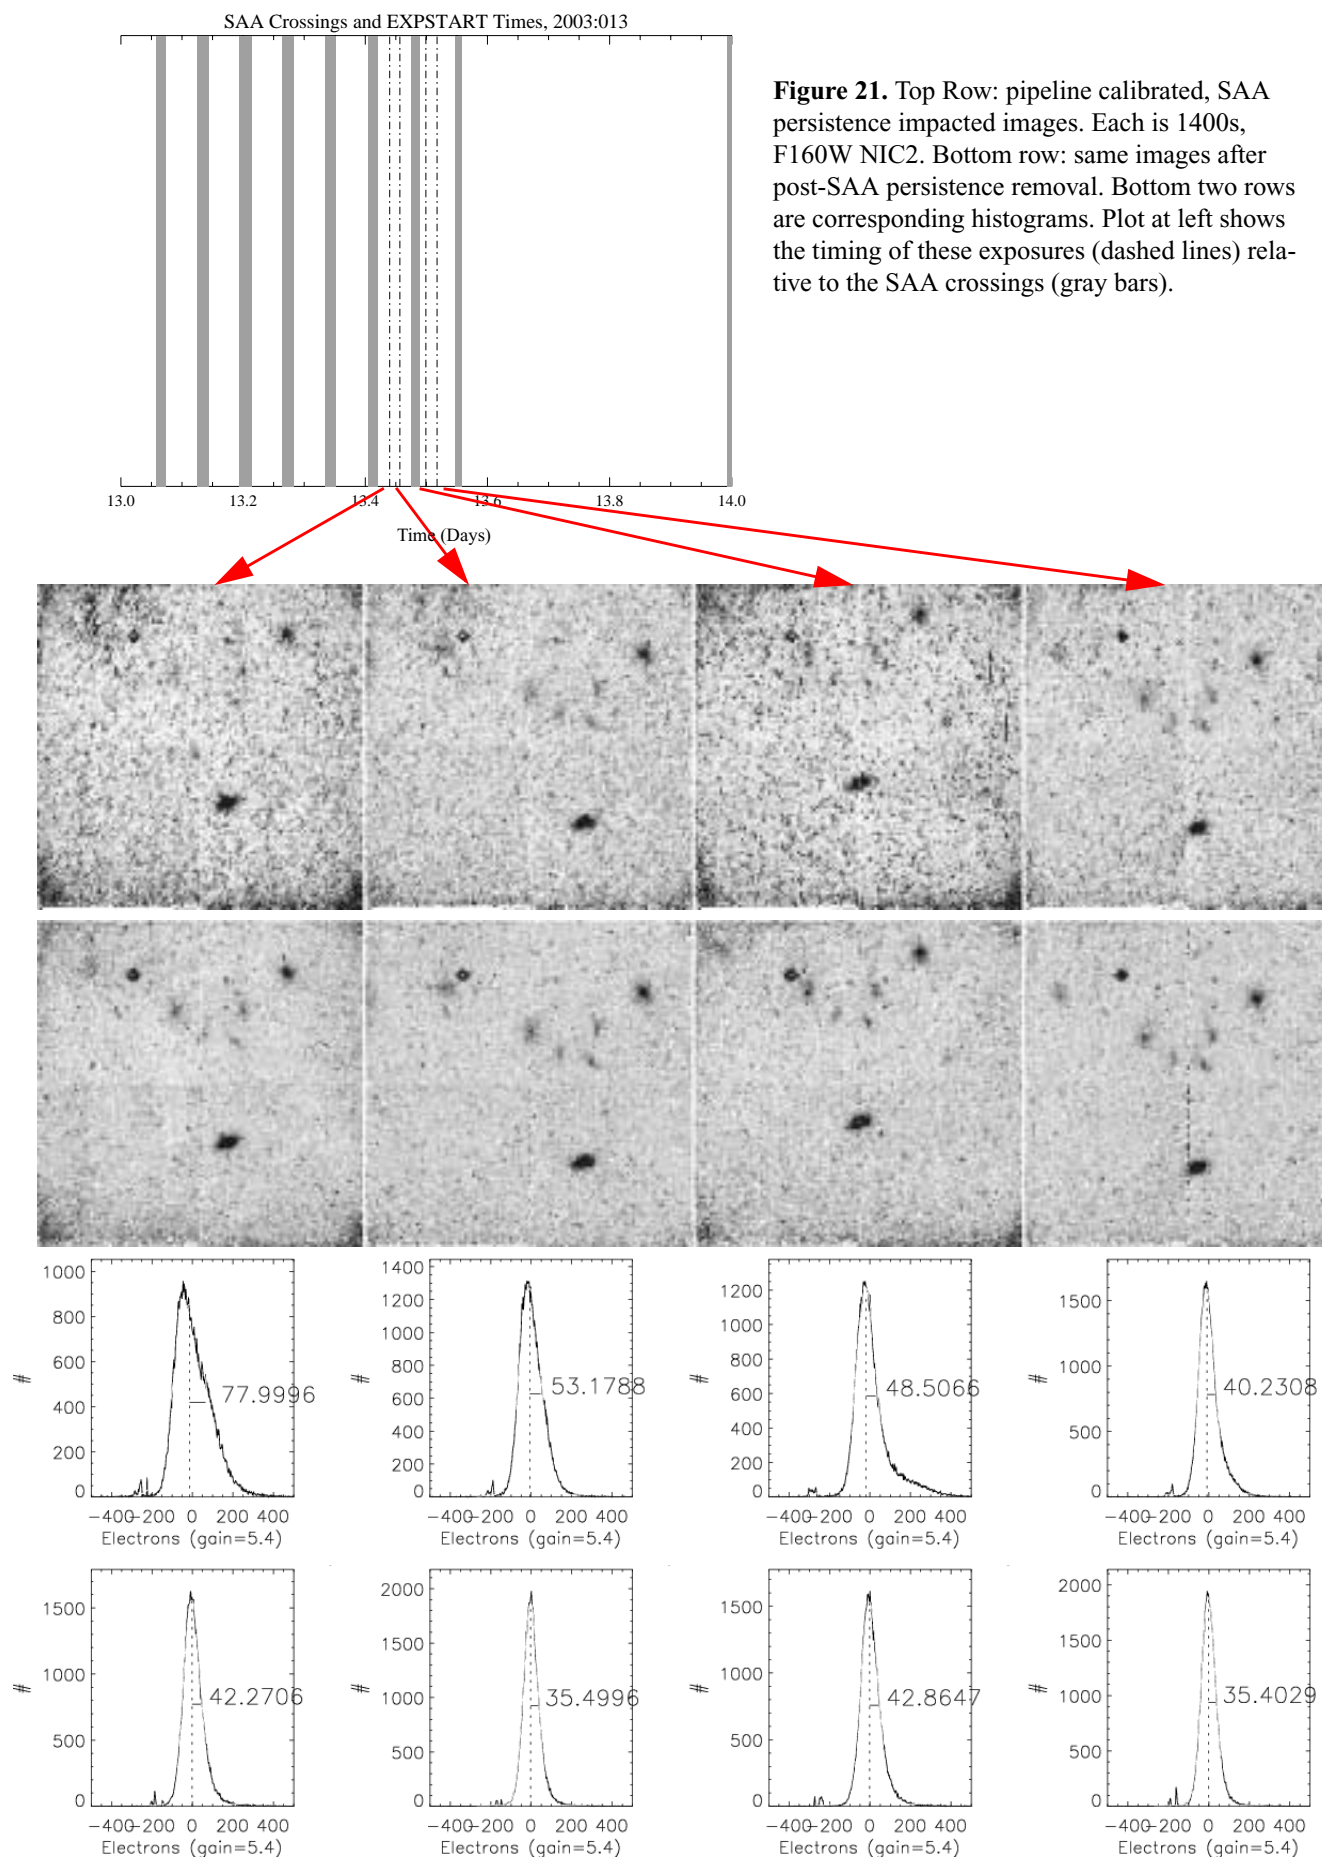 SAA Crossings and EXPSTART Times, 2003:013
13.0 13.2 13.4 13.6 13.8 14.0
Time (Days)
Figure 21. Top Row: pipeline calibrated, SAA
persistence impacted images. Each is 1400s,
F160W NIC2. Bottom row: same images after
post-SAA persistence removal. Bottom two rows
are corresponding histograms. Plot at left shows
the timing of these exposures (dashed lines) rela-
tive to the SAA crossings (gray bars).
1000
800
600
400
200
0
#
77.9996
-400-200 0 200 400
Electrons (gain=5.4)
1400
1200
1000
800
600
400
200
0
#
53.1788
-400-200 0 200 400
Electrons (gain=5.4)
1200
1000
800
600
400
200
0
#
48.5066
-400-200 0 200 400
Electrons (gain=5.4)
1500
1000
500
0
#
40.2308
-400-200 0 200 400
Electrons (gain=5.4)
1500
1000
500
0
#
42.2706
-400-200 0 200 400
Electrons (gain=5.4)
2000
1500
1000
500
0
#
35.4996
-400-200 0 200 400
Electrons (gain=5.4)
1500
1000
500
0
#
42.8647
-400-200 0 200 400
Electrons (gain=5.4)
2000
1500
1000
500
0
#
35.4029
-400-200 0 200 400
Electrons (gain=5.4)